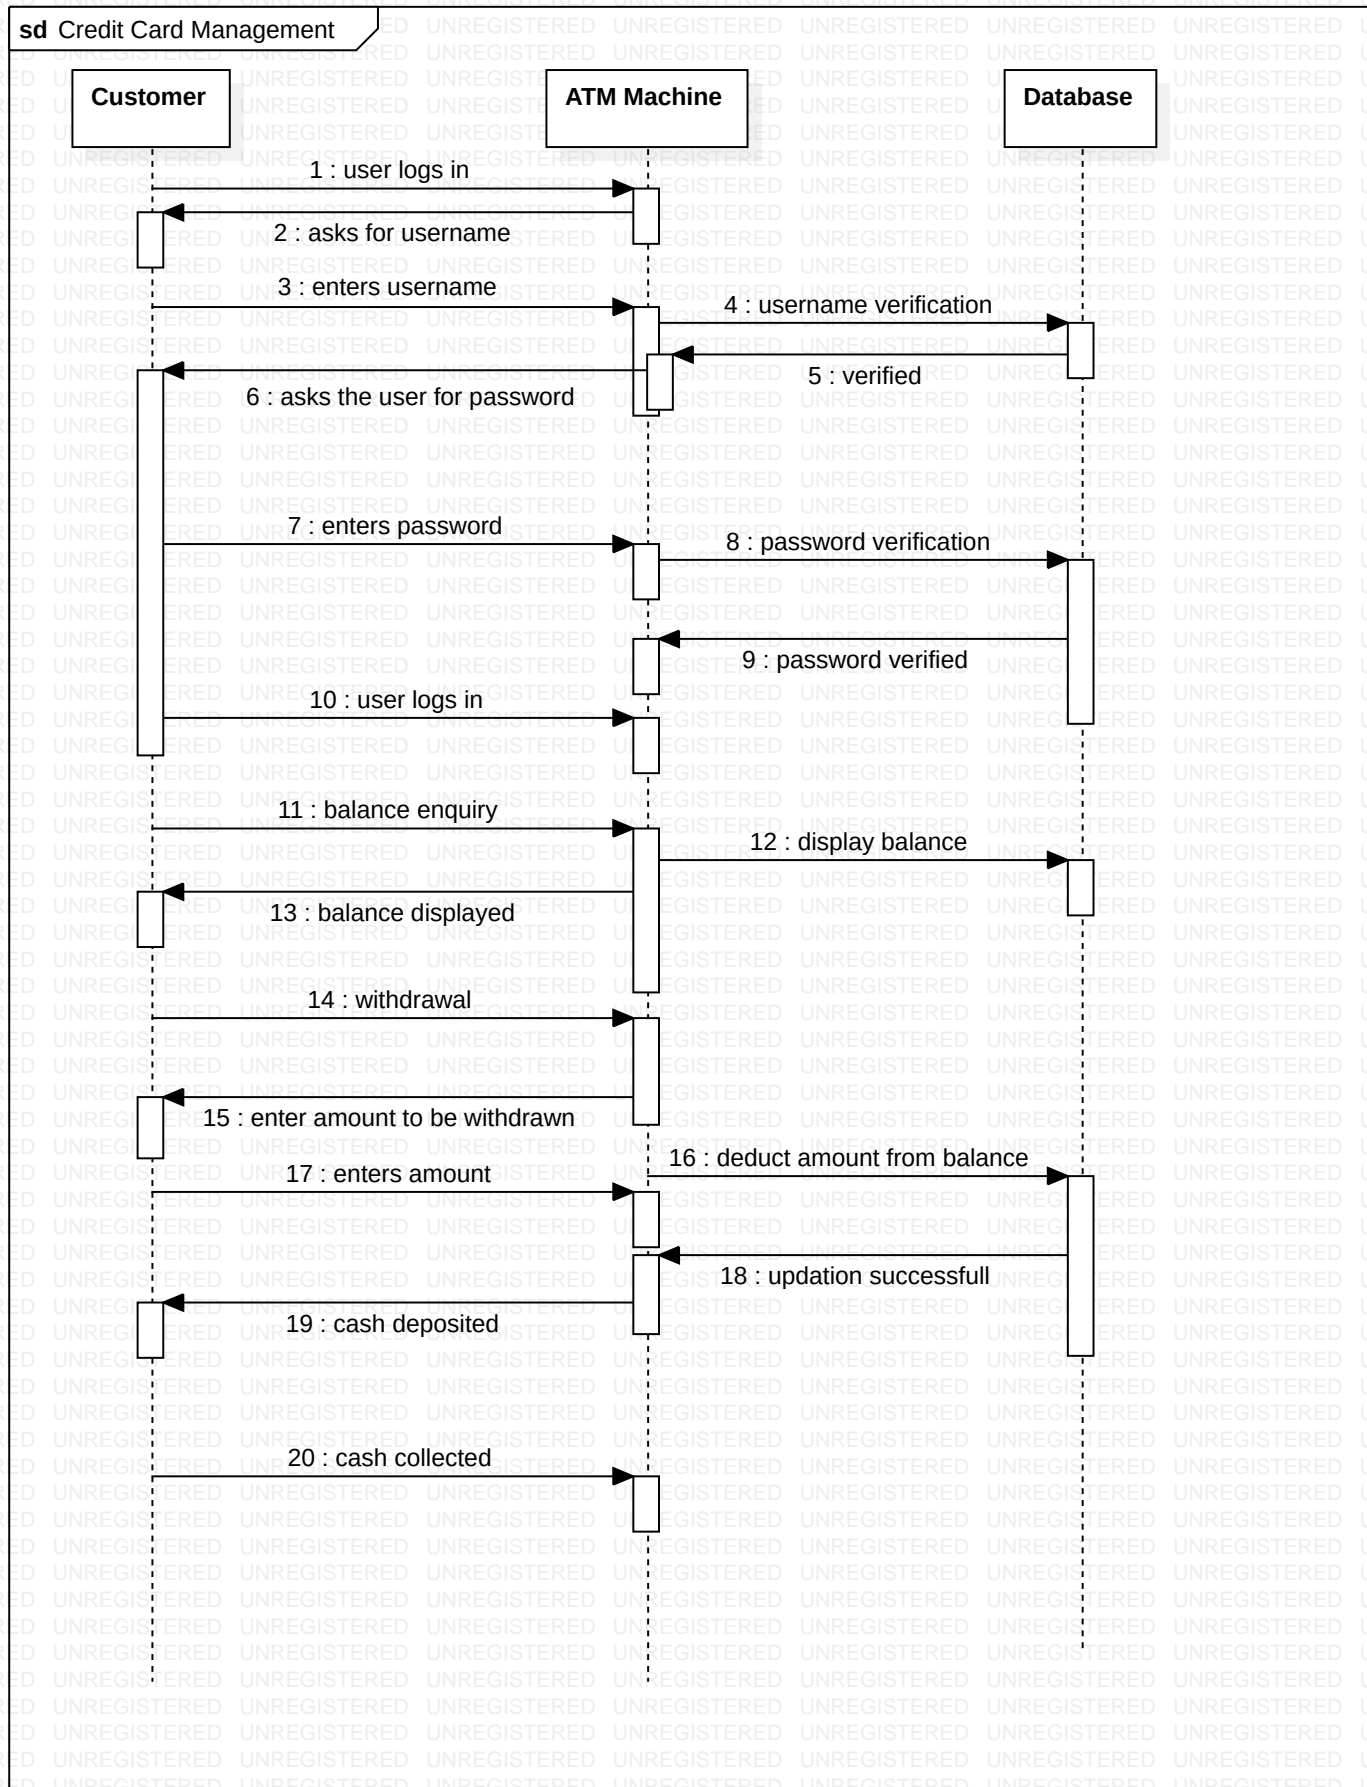 sd Credit Card Management
Customer
ATM Machine
Database
1 : user logs in
2 : asks for username
3 : enters username
4 : username verification
5 : verified
6 : asks the user for password
7 : enters password
8 : password verification
9 : password verified
10 : user logs in
11 : balance enquiry
12 : display balance
13 : balance displayed
14 : withdrawal
15 : enter amount to be withdrawn
16 : deduct amount from balance
17 : enters amount
18 : updation successfull
19 : cash deposited
20 : cash collected
UNREGISTERED